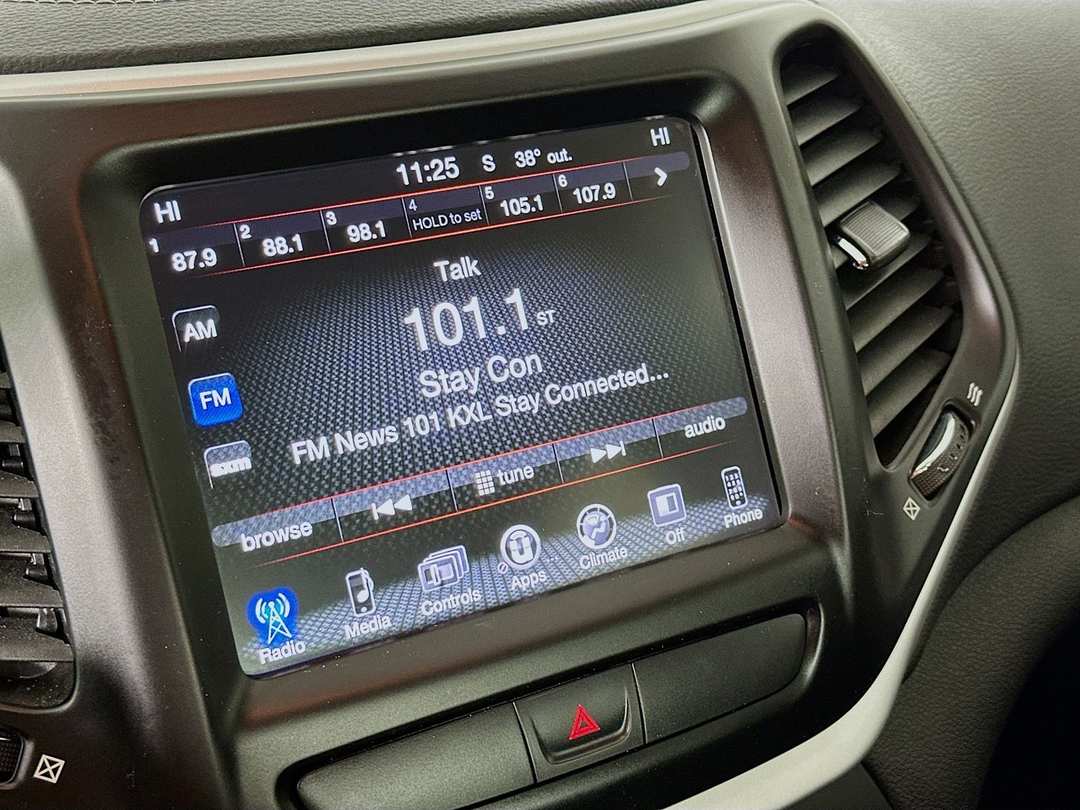 11:25 S 38° out. HI
HI
1 87.9 2 88.1 3 98.1 4 HOLD to set 5 105.1 6 107.9
Talk
AM
101.1 ST
FM
Stay Con
FM News 101 KXL Stay Connected...
sxm
browse tune audio
Radio Media Controls Apps Climate Off Phone